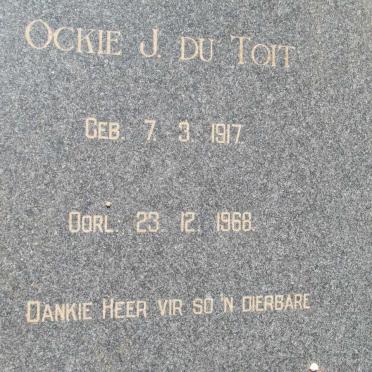 OCKIE J. DU TOIT
GEB. 7. 3. 1917.
OORL. 23. 12. 1968.
DANKIE HEER VIR SO 'N DIERBARE